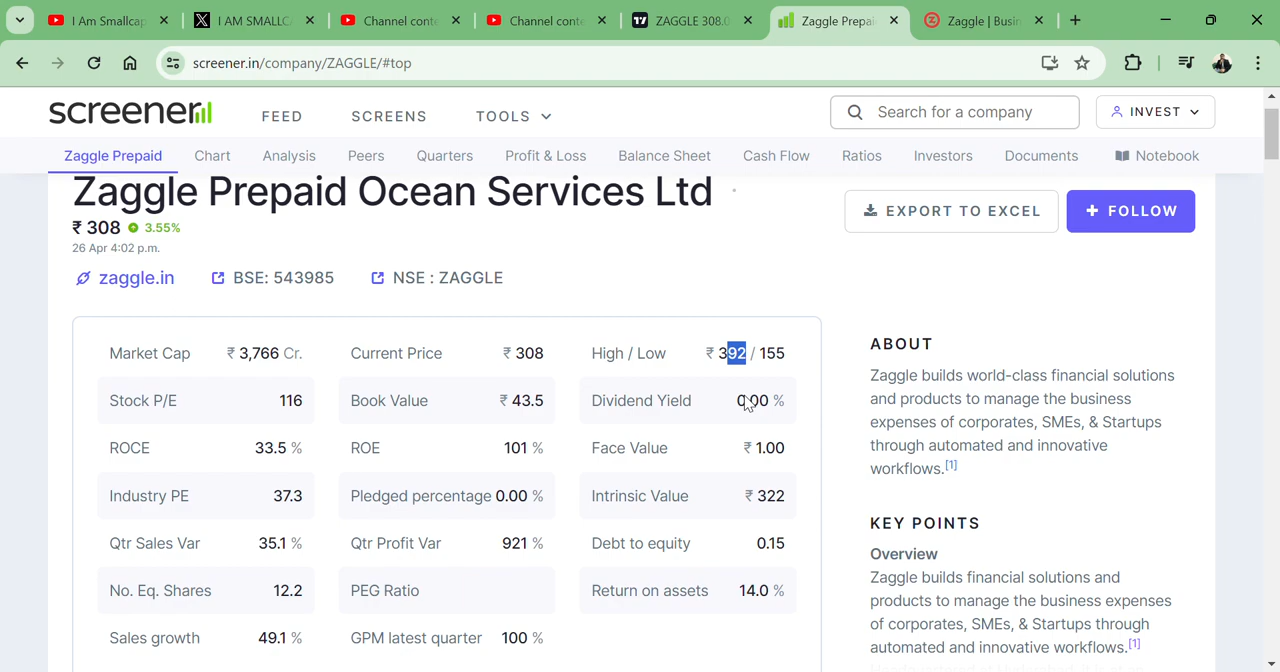 I Am Smallcap
I AM SMALLCA
Channel conte
Channel conte
ZAGGLE 308.0
Zaggle Prepai
Zaggle | Busin
screener.in/company/ZAGGLE/#top
screener
FEED
SCREENS
TOOLS
Search for a company
INVEST
Zaggle Prepaid
Chart
Analysis
Peers
Quarters
Profit & Loss
Balance Sheet
Cash Flow
Ratios
Investors
Documents
Notebook
Zaggle Prepaid Ocean Services Ltd
EXPORT TO EXCEL
+ FOLLOW
₹ 308 3.55%
26 Apr 4:02 p.m.
zaggle.in
BSE: 543985
NSE : ZAGGLE
Market Cap ₹ 3,766 Cr.
Current Price ₹ 308
High / Low ₹ 392 / 155
Stock P/E 116
Book Value ₹ 43.5
Dividend Yield 0.00 %
ROCE 33.5 %
ROE 101 %
Face Value ₹ 1.00
Industry PE 37.3
Pledged percentage 0.00 %
Intrinsic Value ₹ 322
Qtr Sales Var 35.1 %
Qtr Profit Var 921 %
Debt to equity 0.15
No. Eq. Shares 12.2
PEG Ratio
Return on assets 14.0 %
Sales growth 49.1 %
GPM latest quarter 100 %
ABOUT
Zaggle builds world-class financial solutions
and products to manage the business
expenses of corporates, SMEs, & Startups
through automated and innovative
workflows.[1]
KEY POINTS
Overview
Zaggle builds financial solutions and
products to manage the business expenses
of corporates, SMEs, & Startups through
automated and innovative workflows.[1]